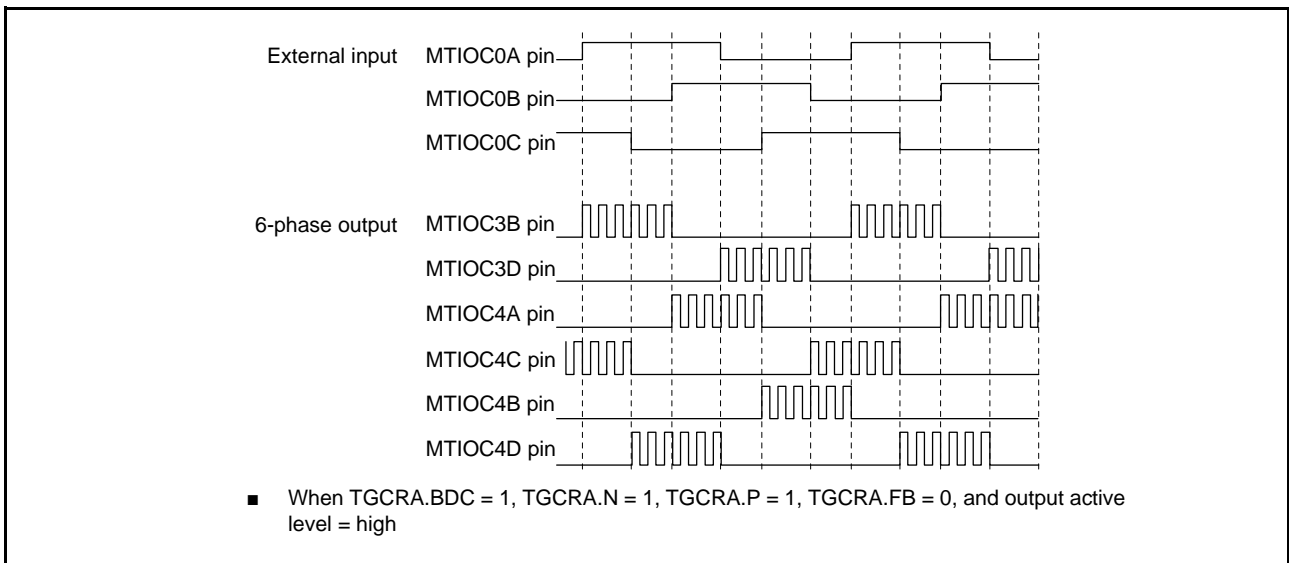 External input MTIOC0A pin
MTIOC0B pin
MTIOC0C pin
6-phase output MTIOC3B pin
MTIOC3D pin
MTIOC4A pin
MTIOC4C pin
MTIOC4B pin
MTIOC4D pin
■ When TGCRA.BDC = 1, TGCRA.N = 1, TGCRA.P = 1, TGCRA.FB = 0, and output active
level = high